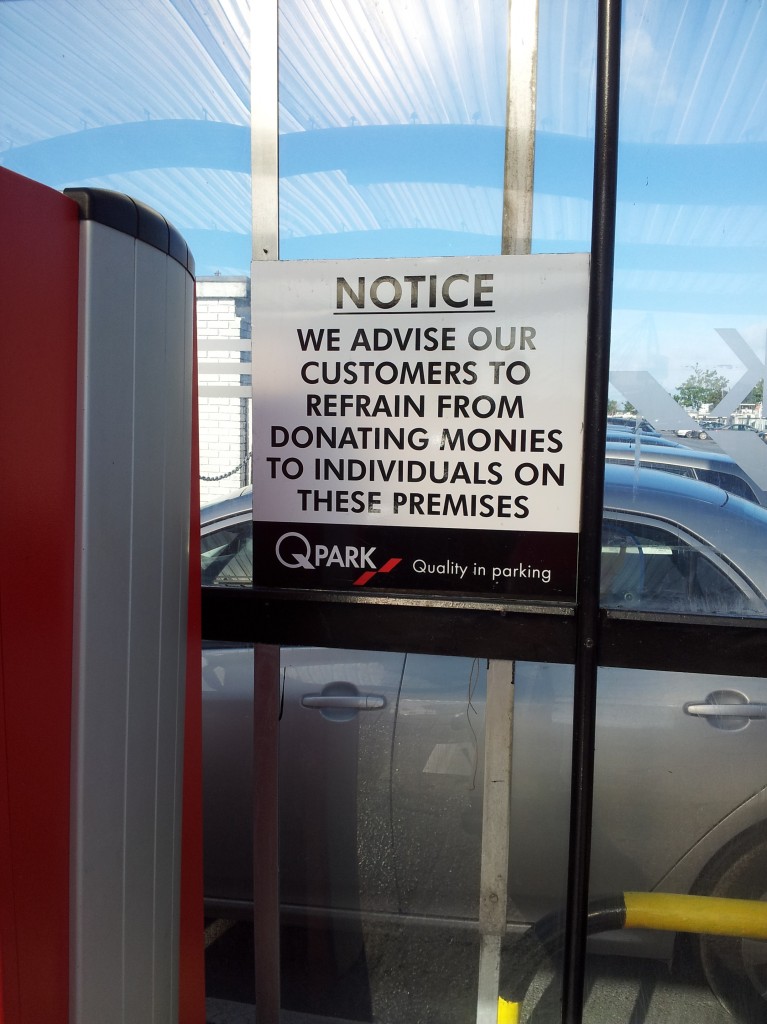 NOTICE
WE ADVISE OUR
CUSTOMERS TO
REFRAIN FROM
DONATING MONIES
TO INDIVIDUALS ON
THESE PREMISES
QPARK Quality in parking